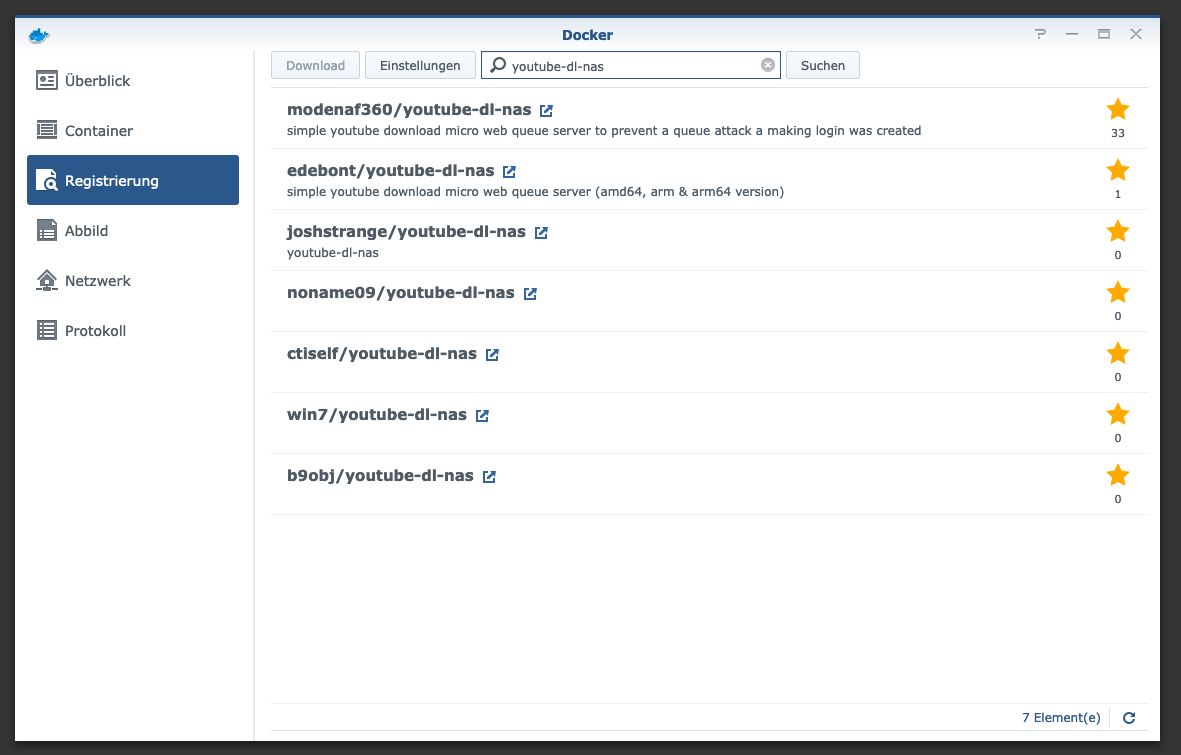 Docker
?
Überblick
Container
Registrierung
Abbild
Netzwerk
Protokoll
Download
Einstellungen
youtube-dl-nas
Suchen
modenaf360/youtube-dl-nas
simple youtube download micro web queue server to prevent a queue attack a making login was created
33
edebont/youtube-dl-nas
simple youtube download micro web queue server (amd64, arm & arm64 version)
1
joshstrange/youtube-dl-nas
youtube-dl-nas
0
noname09/youtube-dl-nas
0
ctiself/youtube-dl-nas
0
win7/youtube-dl-nas
0
b9obj/youtube-dl-nas
0
7 Element(e)